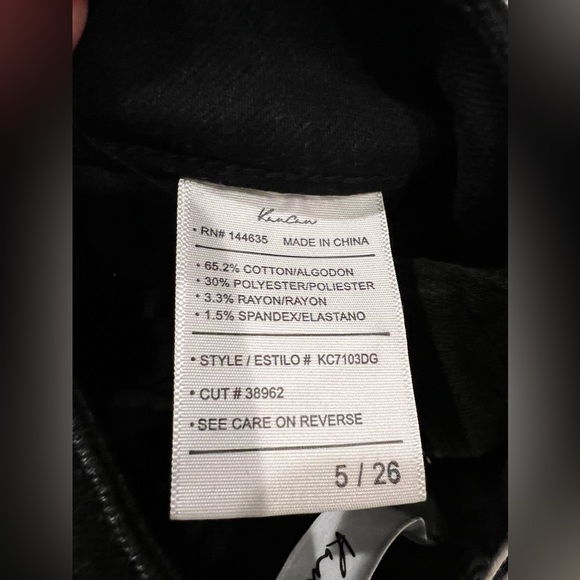 KanCan
• RN# 144635 MADE IN CHINA
• 65.2% COTTON/ALGODON
• 30% POLYESTER/POLIESTER
• 3.3% RAYON/RAYON
• 1.5% SPANDEX/ELASTANO
• STYLE / ESTILO # KC7103DG
• CUT # 38962
• SEE CARE ON REVERSE
5 / 26